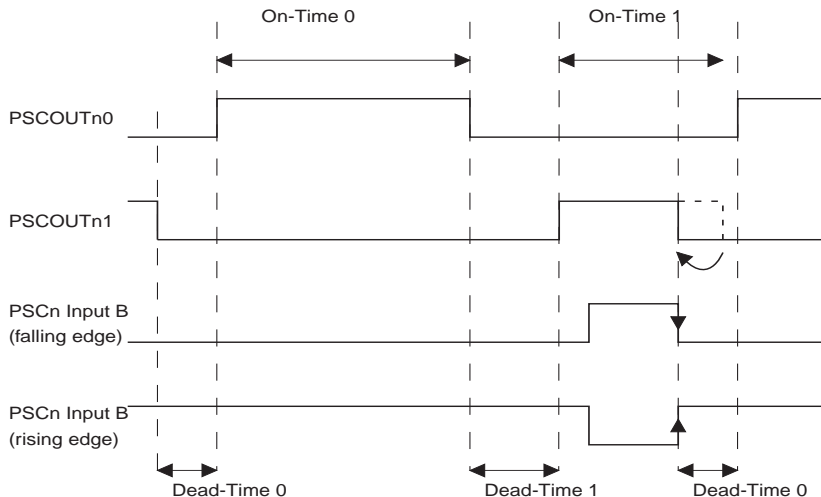 On-Time 0
On-Time 1
PSCOUTn0
PSCOUTn1
PSCn Input B
(falling edge)
PSCn Input B
(rising edge)
Dead-Time 0
Dead-Time 1
Dead-Time 0